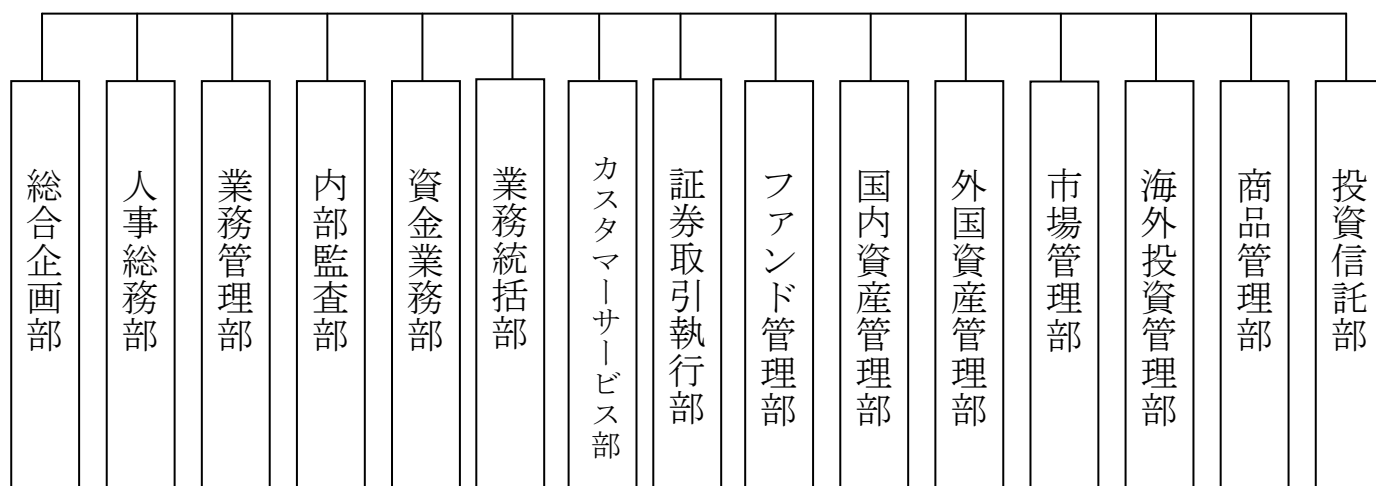 総合企画部
人事総務部
業務管理部
内部監査部
資金業務部
業務統括部
カスタマーサービス部
証券取引執行部
ファンド管理部
国内資産管理部
外国資産管理部
市場管理部
海外投資管理部
商品管理部
投資信託部